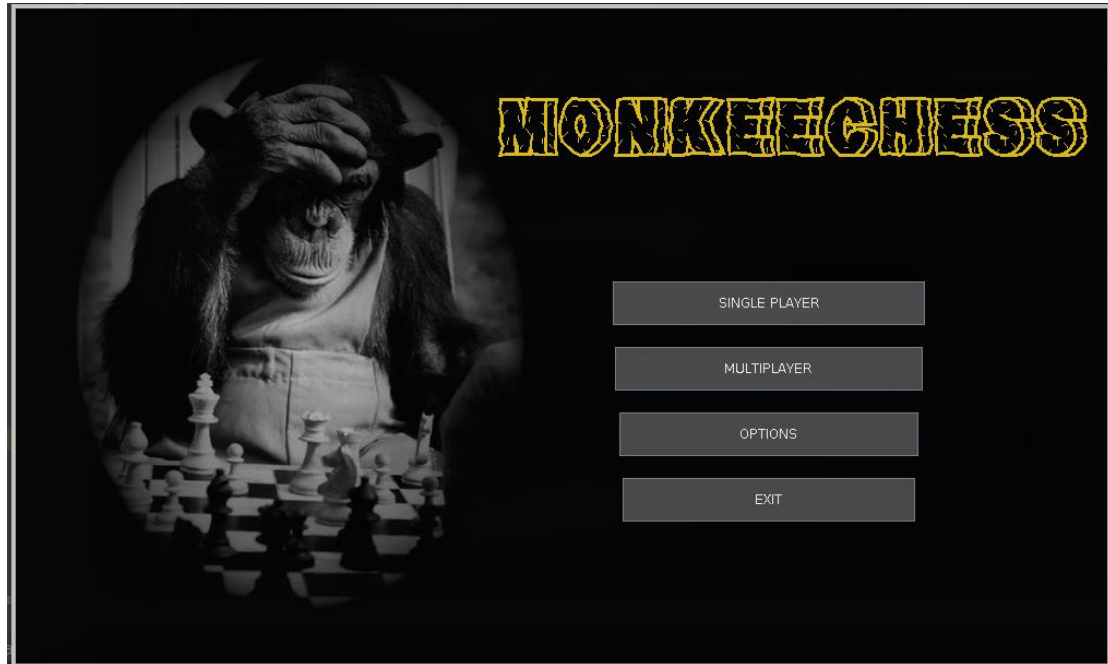 MONKEECHESS
SINGLE PLAYER
MULTIPLAYER
OPTIONS
EXIT